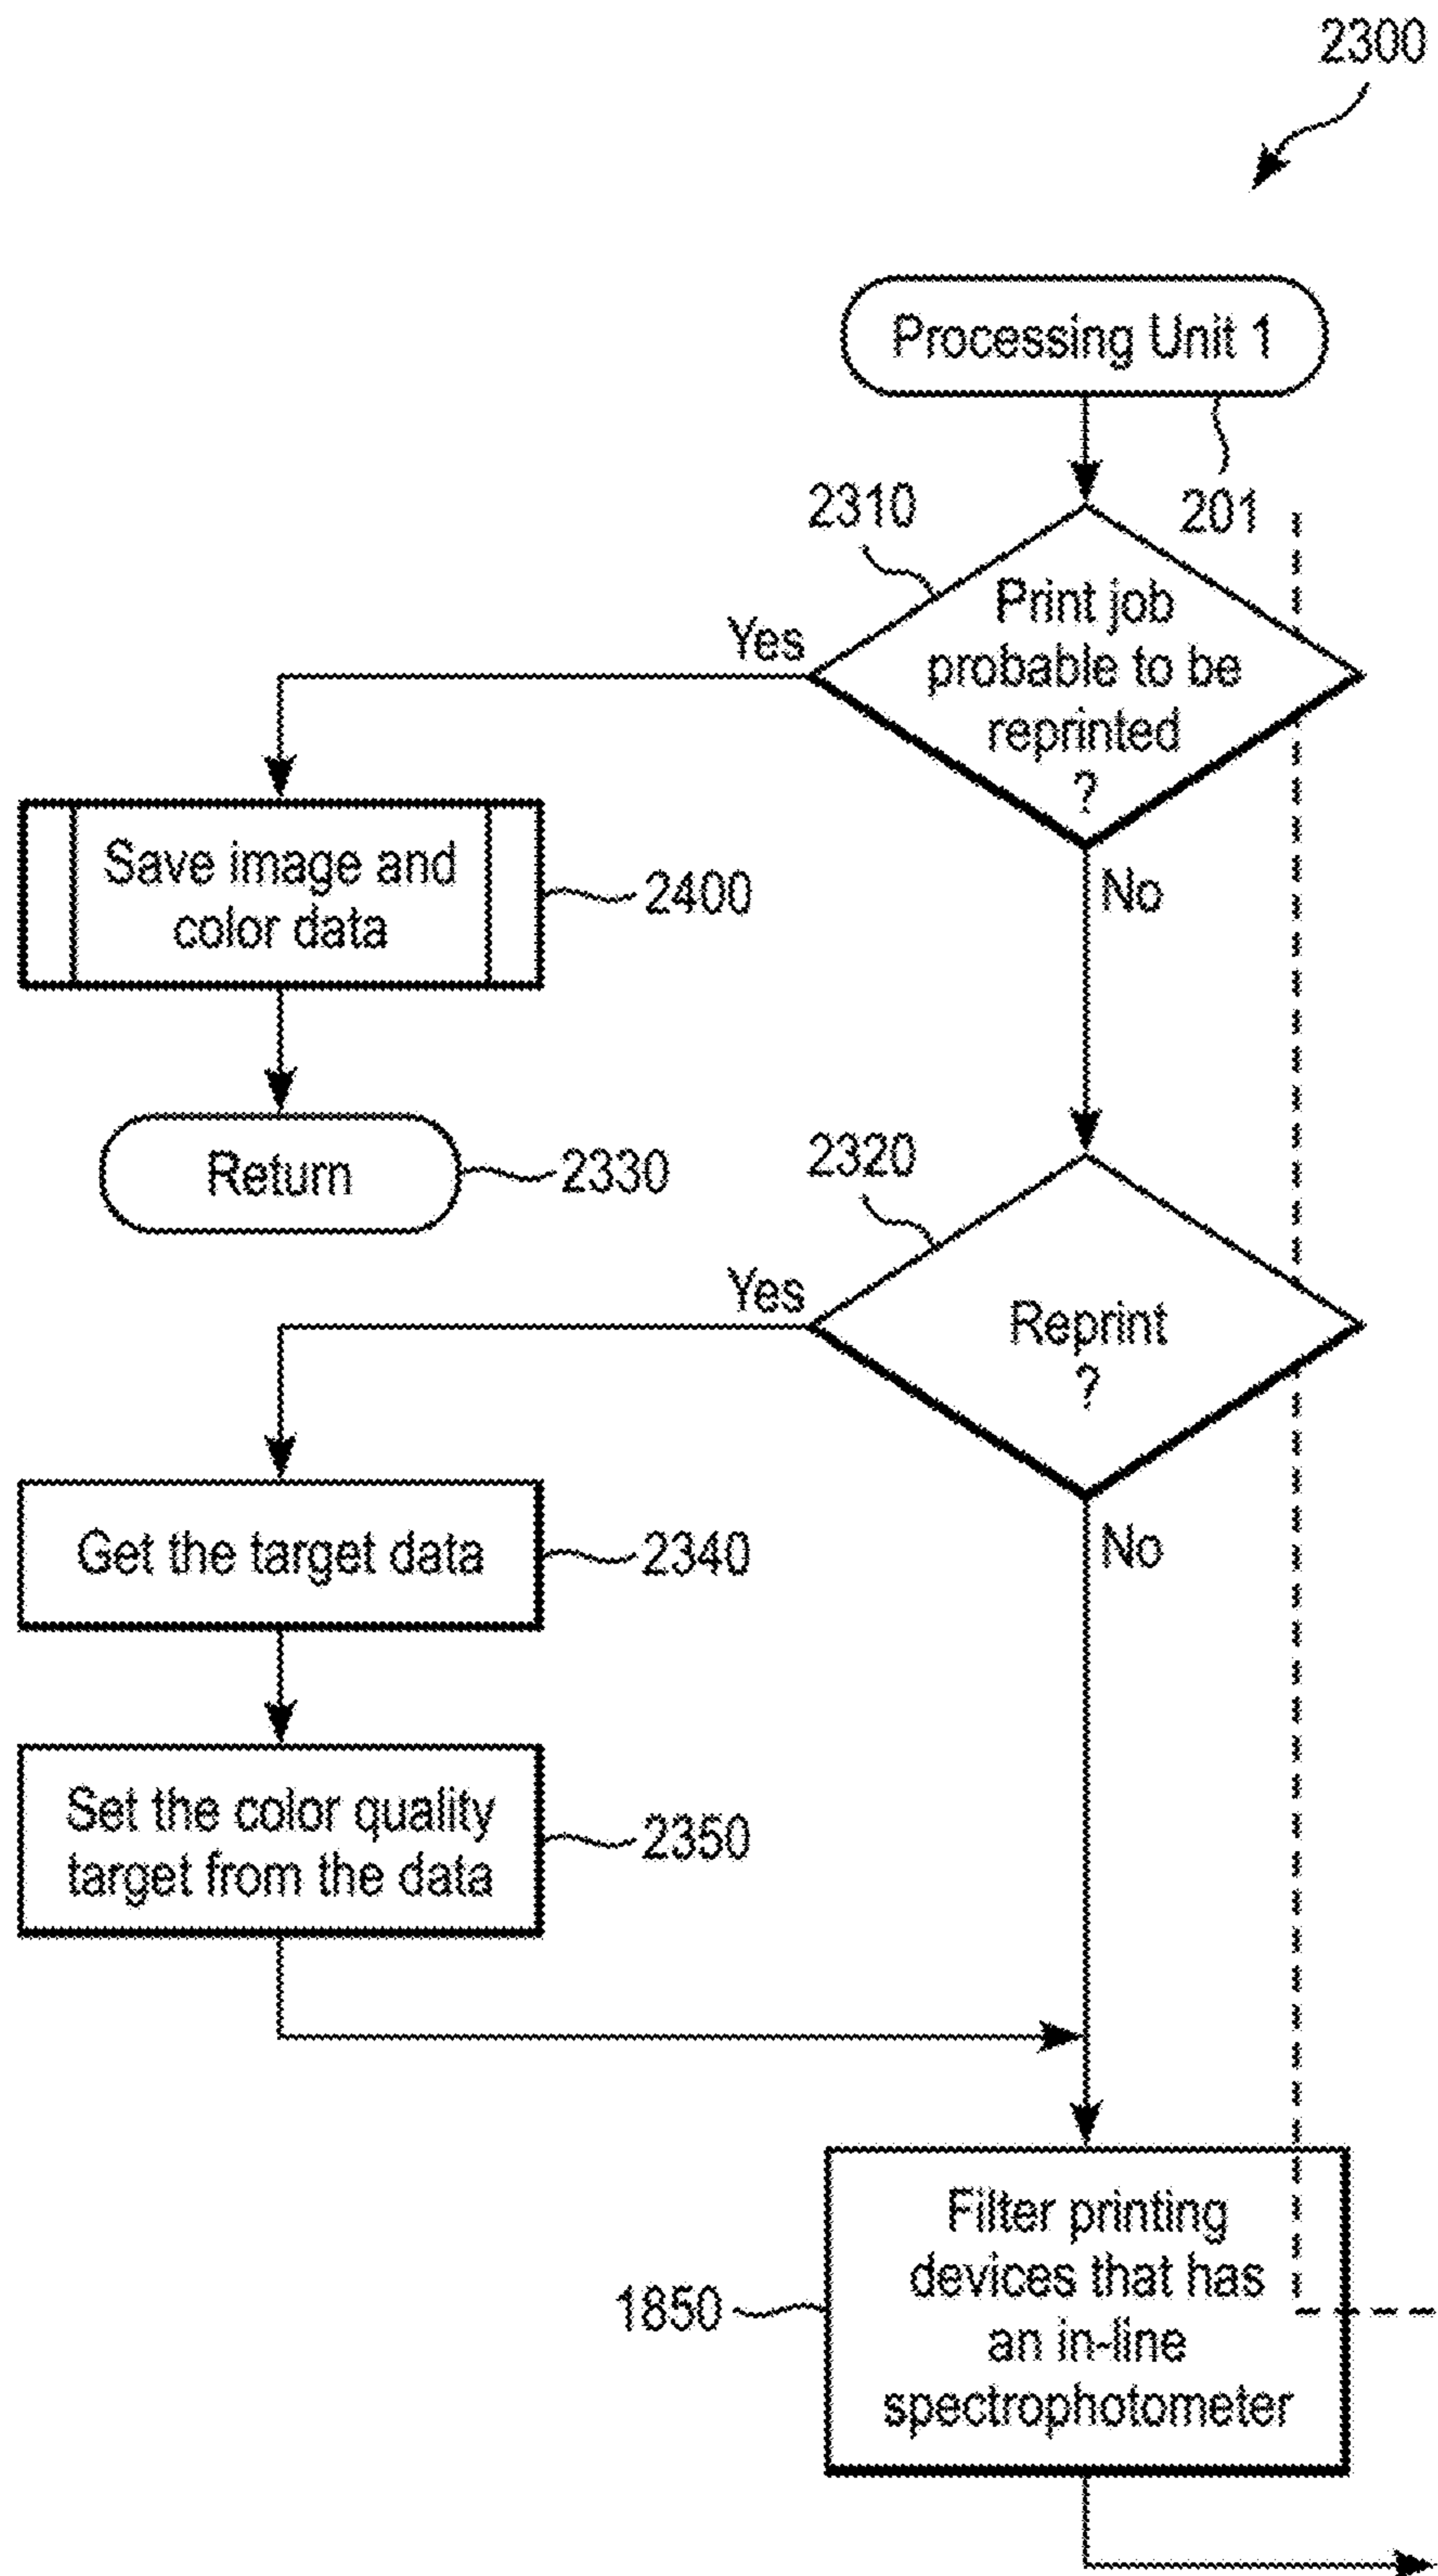 2300
Processing Unit 1
201
2310
Print job
probable to be
reprinted
?
Yes
No
Save image and
color data
2400
Return
2330
2320
Reprint
?
Yes
No
Get the target data
2340
Set the color quality
target from the data
2350
Filter printing
devices that has
an in-line
spectrophotometer
1850